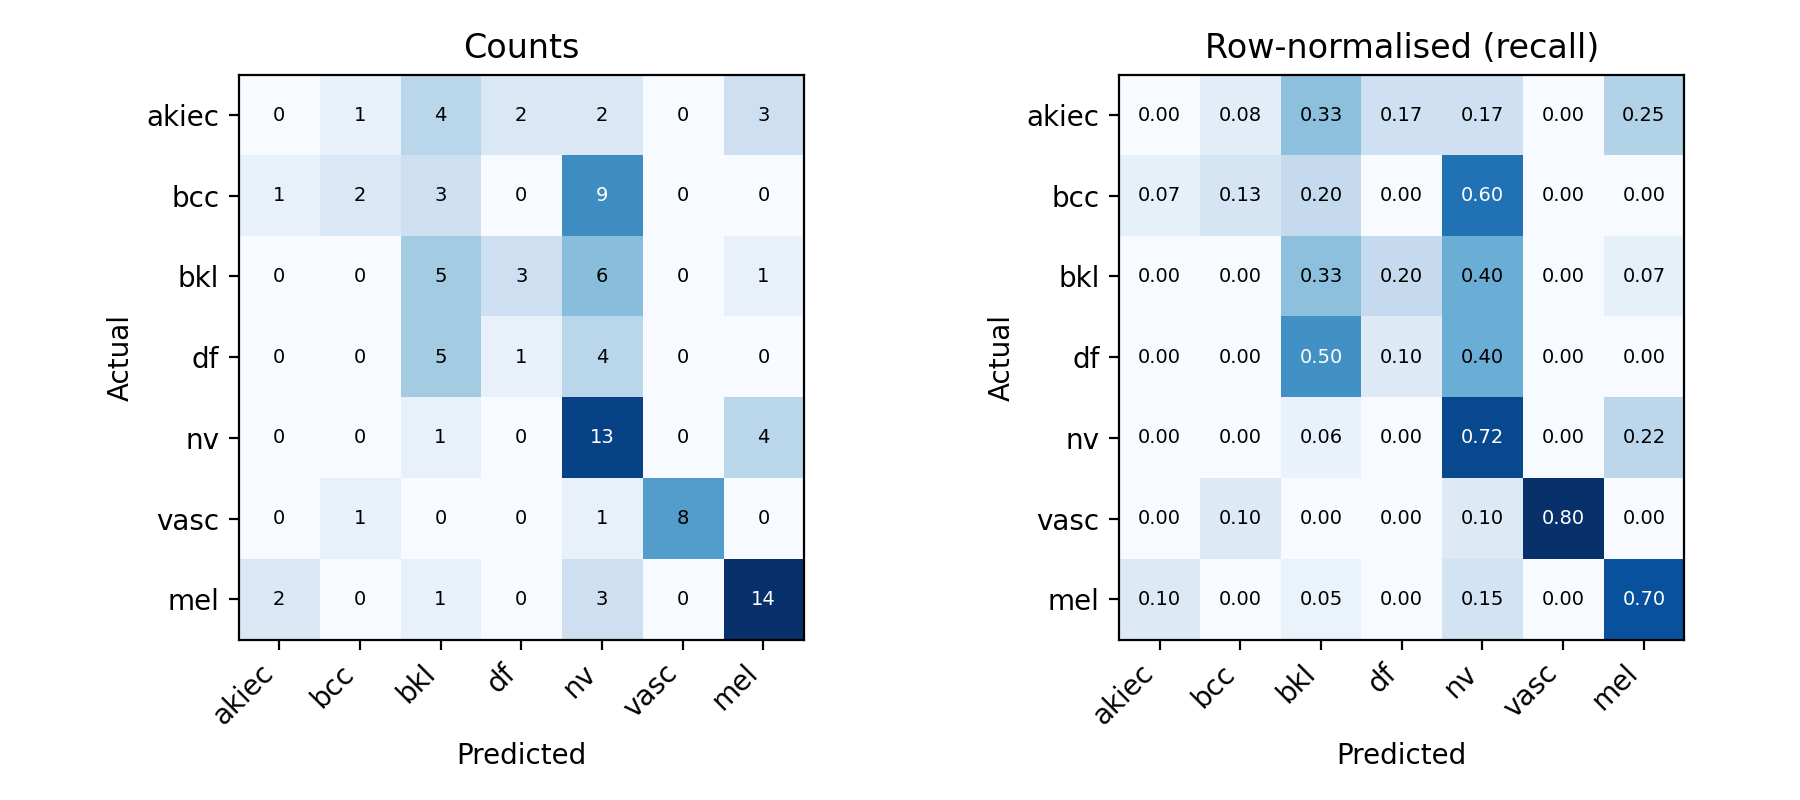 Counts
akiec 0 1 4 2 2 0 3
bcc 1 2 3 0 9 0 0
bkl 0 0 5 3 6 0 1
df 0 0 5 1 4 0 0
nv 0 0 1 0 13 0 4
vasc 0 1 0 0 1 8 0
mel 2 0 1 0 3 0 14
Actual
akiec bcc bkl df nv vasc mel
Predicted
Row-normalised (recall)
akiec 0.00 0.08 0.33 0.17 0.17 0.00 0.25
bcc 0.07 0.13 0.20 0.00 0.60 0.00 0.00
bkl 0.00 0.00 0.33 0.20 0.40 0.00 0.07
df 0.00 0.00 0.50 0.10 0.40 0.00 0.00
nv 0.00 0.00 0.06 0.00 0.72 0.00 0.22
vasc 0.00 0.10 0.00 0.00 0.10 0.80 0.00
mel 0.10 0.00 0.05 0.00 0.15 0.00 0.70
Actual
akiec bcc bkl df nv vasc mel
Predicted